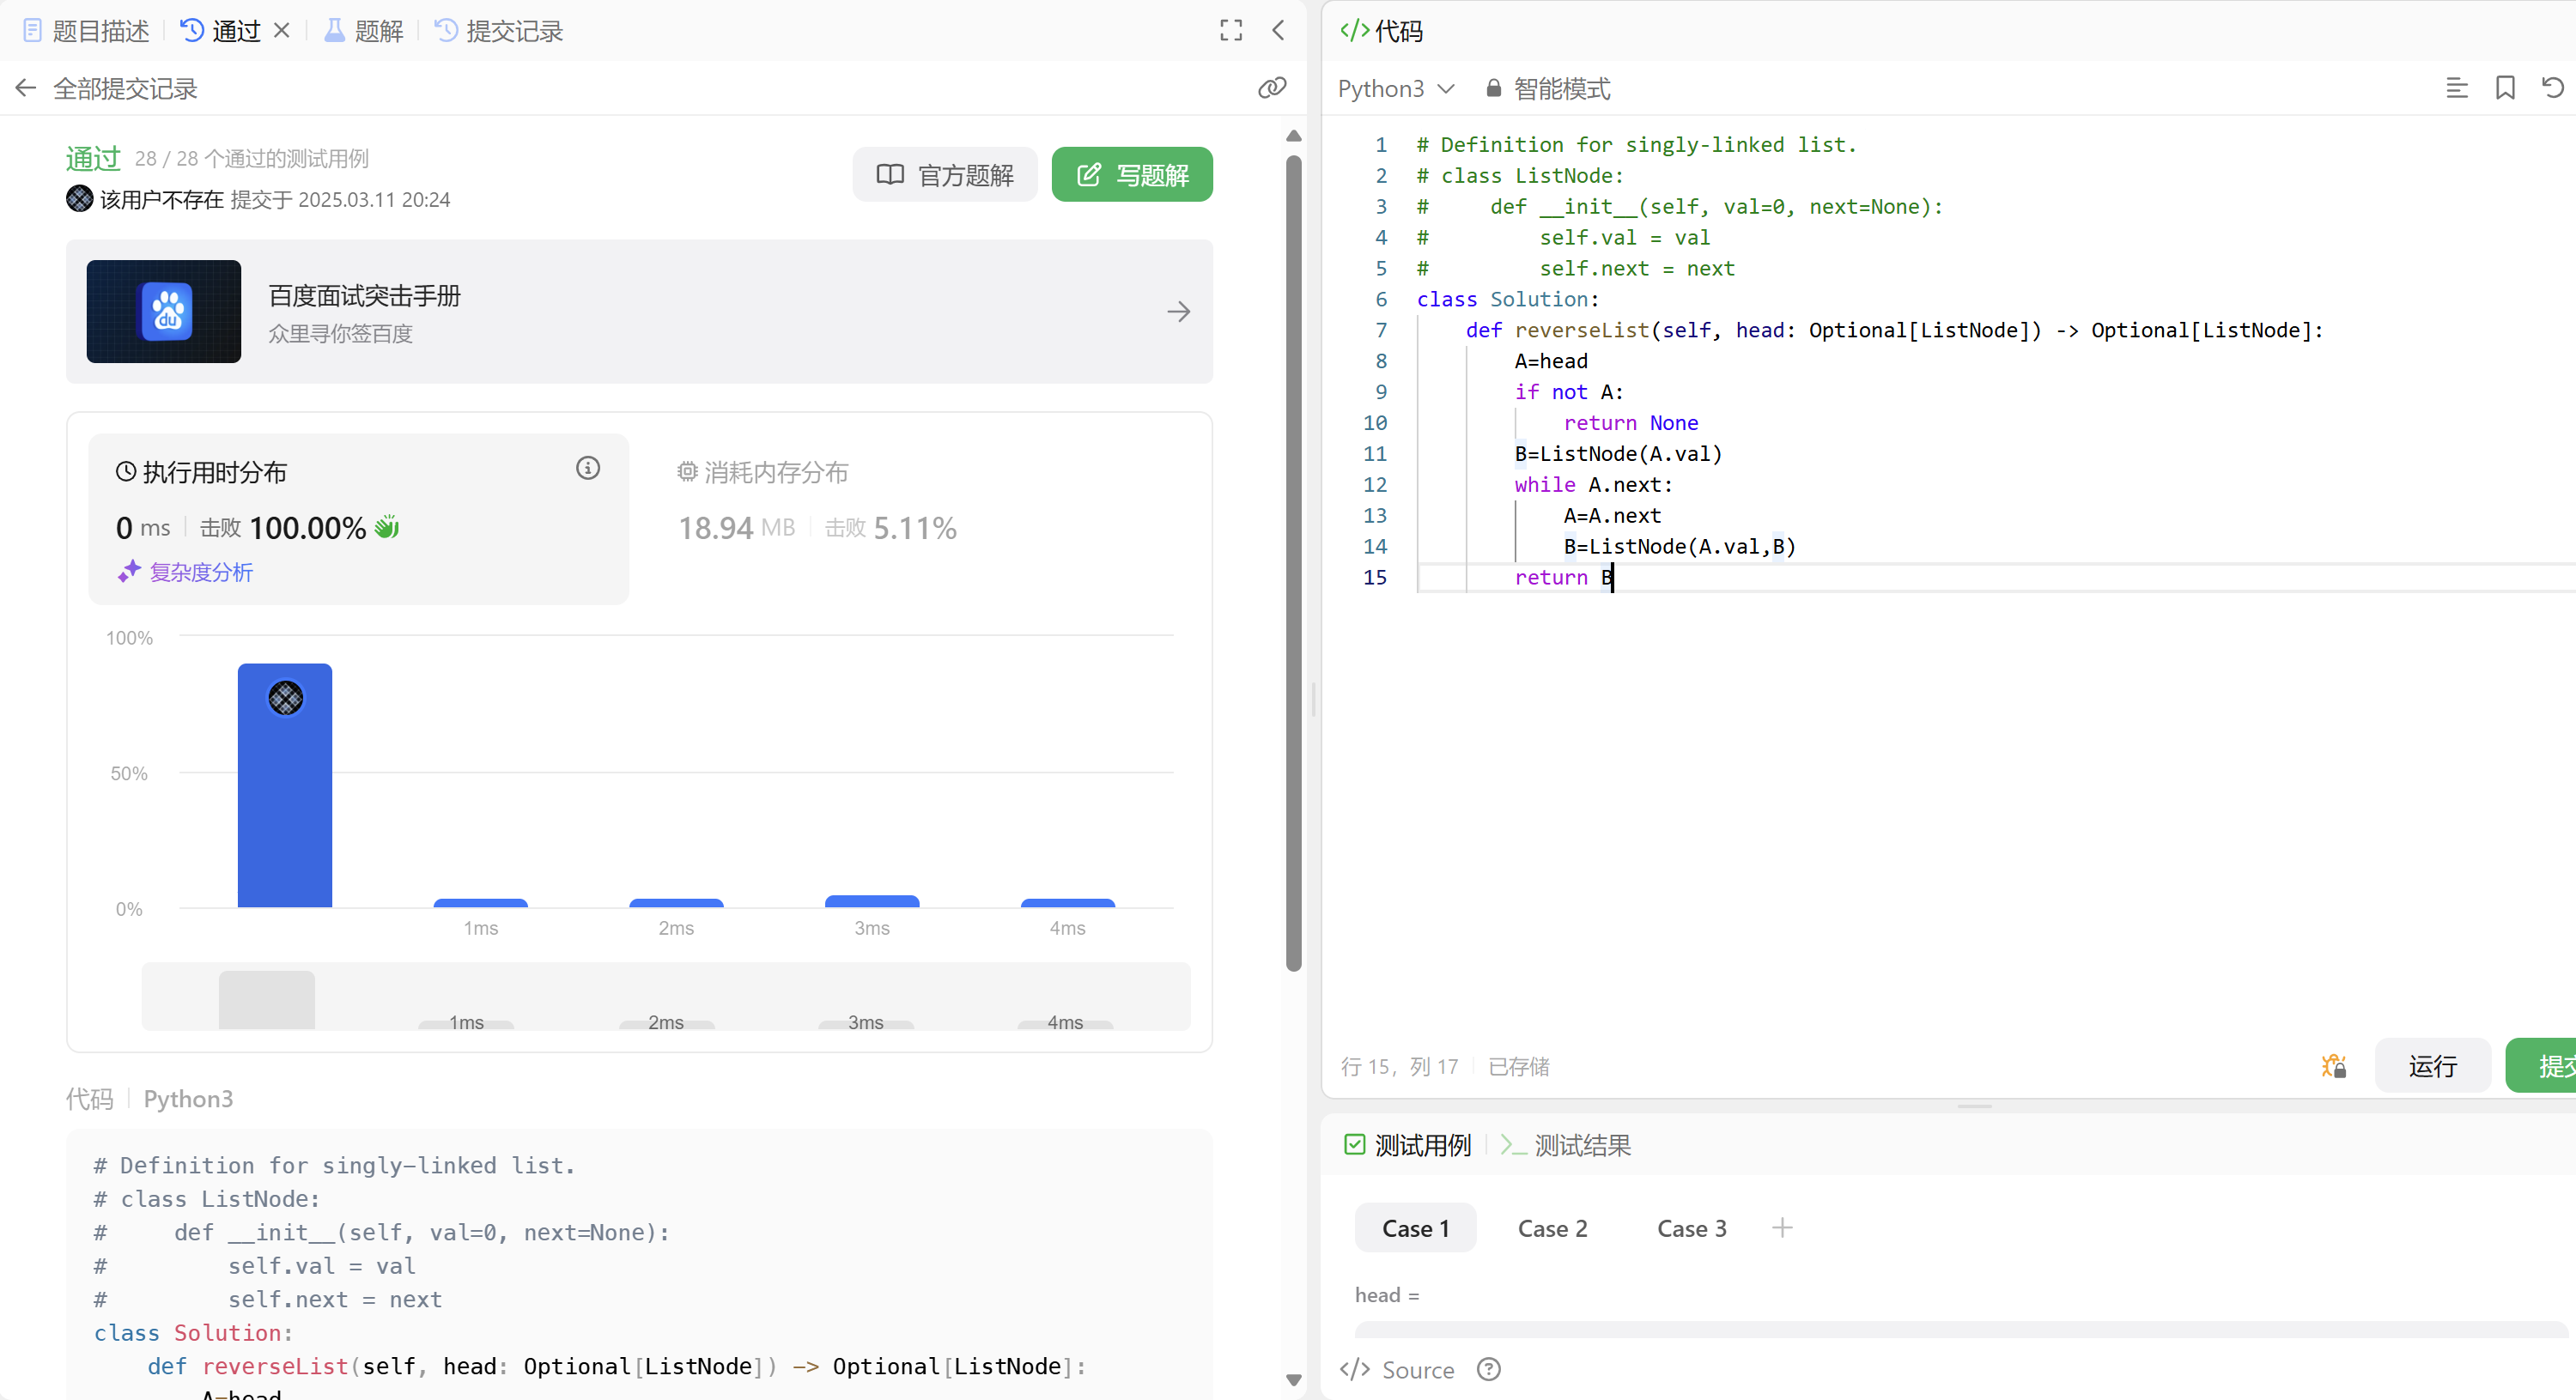 题目描述 通过 题解 提交记录
全部提交记录
通过 28 / 28 个通过的测试用例
该用户不存在 提交于 2025.03.11 20:24
官方题解 写题解
du
百度面试突击手册
众里寻你签百度
执行用时分布
0 ms 击败 100.00%
复杂度分析
消耗内存分布
18.94 MB 击败 5.11%
100%
50%
0%
1ms 2ms 3ms 4ms
1ms 2ms 3ms 4ms
代码 Python3
# Definition for singly-linked list.
# class ListNode:
#     def __init__(self, val=0, next=None):
#         self.val = val
#         self.next = next
class Solution:
    def reverseList(self, head: Optional[ListNode]) -> Optional[ListNode]:
        A=head
</> 代码
Python3 智能模式
1 # Definition for singly-linked list.
2 # class ListNode:
3 #     def __init__(self, val=0, next=None):
4 #         self.val = val
5 #         self.next = next
6 class Solution:
7     def reverseList(self, head: Optional[ListNode]) -> Optional[ListNode]:
8         A=head
9         if not A:
10             return None
11         B=ListNode(A.val)
12         while A.next:
13             A=A.next
14             B=ListNode(A.val,B)
15         return B
行 15, 列 17 已存储
运行 提交
测试用例 >_ 测试结果
Case 1 Case 2 Case 3 +
head =
</> Source